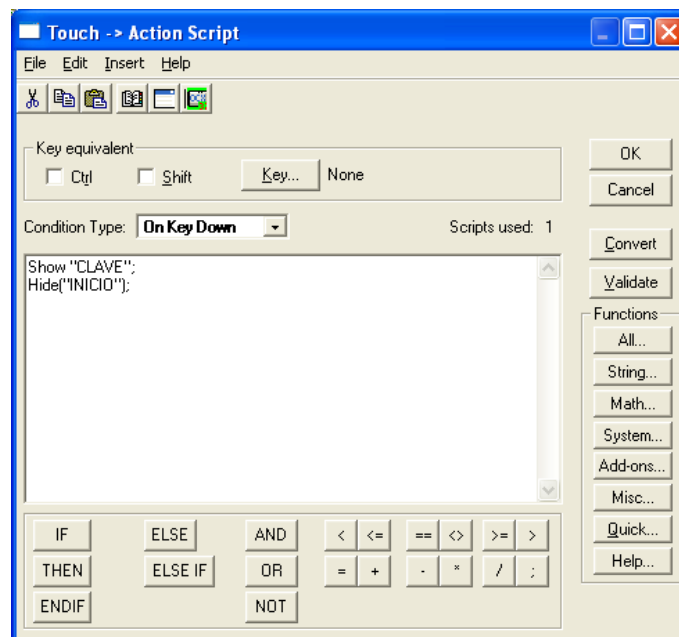 Touch -> Action Script
File Edit Insert Help
Key equivalent
Ctrl Shift Key... None
OK
Cancel
Condition Type: On Key Down Scripts used: 1
Convert
Validate
Show "CLAVE";
Hide("INICIO");
Functions
All...
String...
Math...
System...
Add-ons...
Misc...
Quick...
Help...
IF ELSE AND < <= == <> >= >
THEN ELSE IF OR = + - * / ;
ENDIF NOT